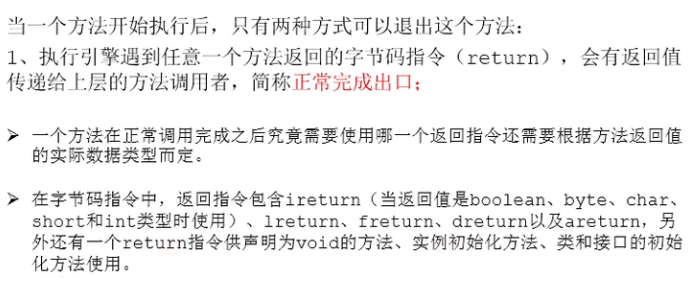 当一个方法开始执行后，只有两种方式可以退出这个方法：
1、执行引擎遇到任意一个方法返回的字节码指令（return），会有返回值
传递给上层的方法调用者，简称正常完成出口；
➢ 一个方法在正常调用完成之后究竟需要使用哪一个返回指令还需要根据方法返回值
的实际数据类型而定。
➢ 在字节码指令中，返回指令包含ireturn（当返回值是boolean、byte、char、
short和int类型时使用）、lreturn、freturn、dreturn以及areturn，另
外还有一个return指令供声明为void的方法、实例初始化方法、类和接口的初始
化方法使用。